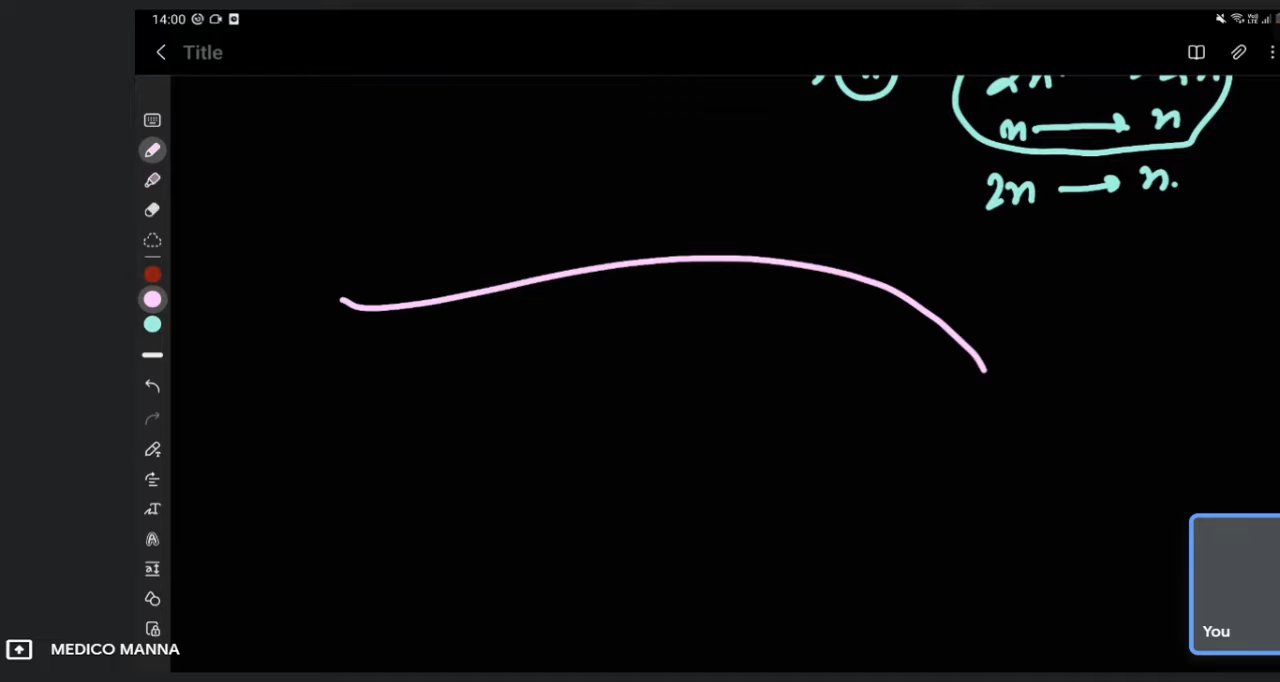 14:00
Title
n → n
2n → n.
You
MEDICO MANNA